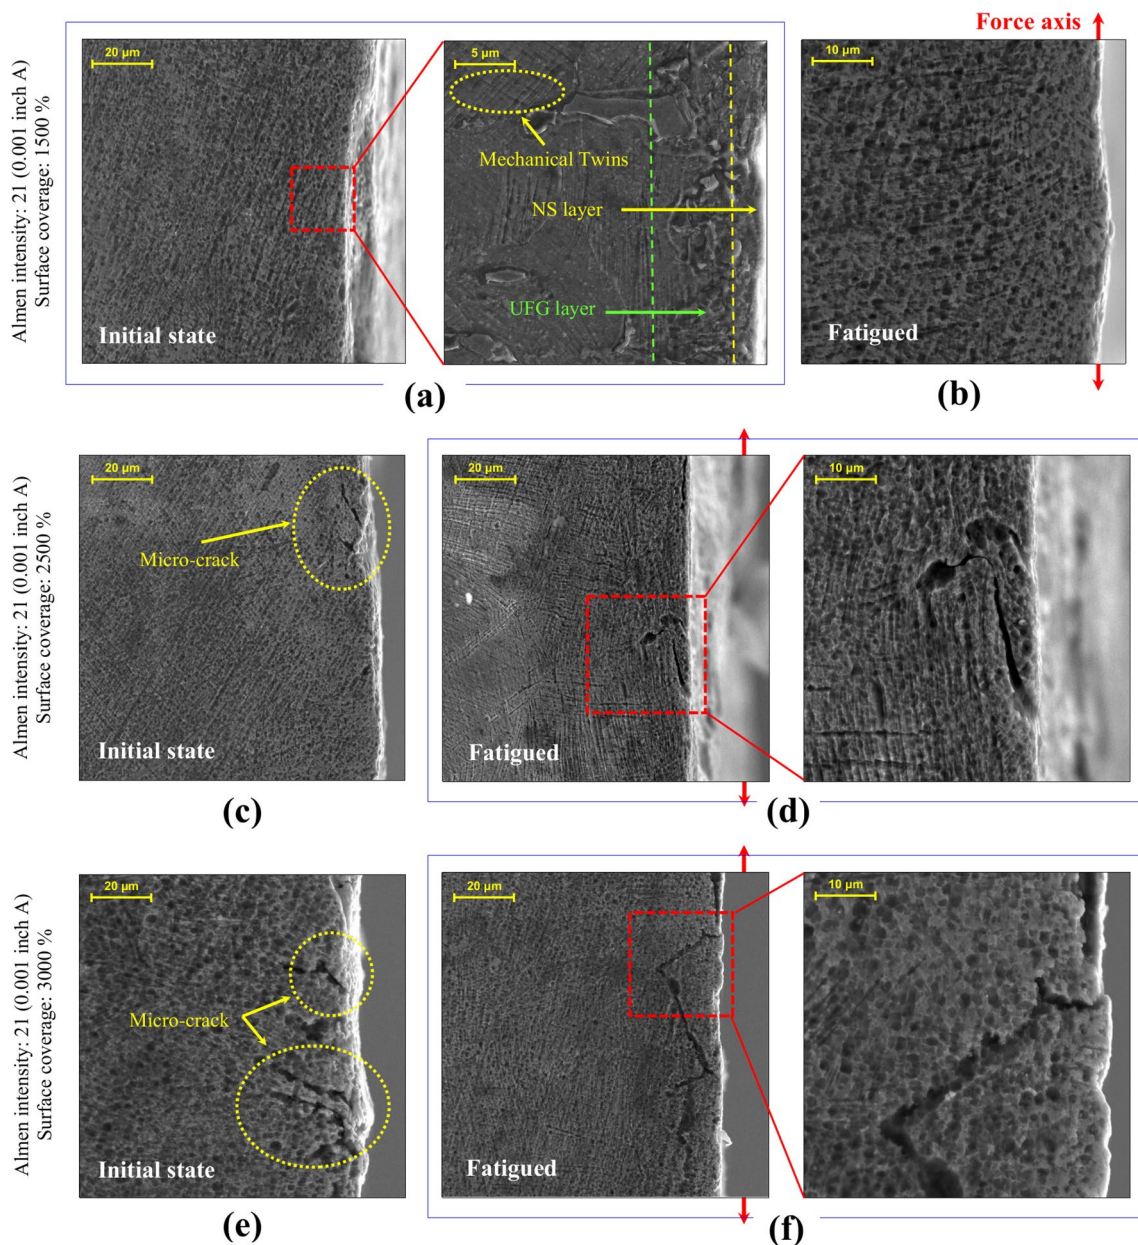 Force axis
Almen intensity: 21 (0.001 inch A)
Surface coverage: 1500 %
20 µm
Initial state
5 µm
Mechanical Twins
NS layer
UFG layer
10 µm
Fatigued
(a)
(b)
Almen intensity: 21 (0.001 inch A)
Surface coverage: 2500 %
20 µm
Micro-crack
Initial state
20 µm
Fatigued
10 µm
(c)
(d)
Almen intensity: 21 (0.001 inch A)
Surface coverage: 3000 %
20 µm
Micro-crack
Initial state
20 µm
Fatigued
10 µm
(e)
(f)